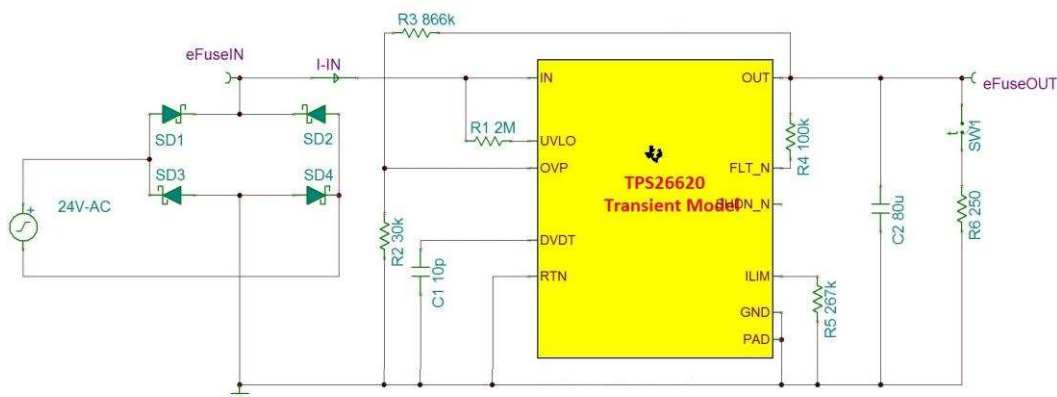 R3 866k
eFuseIN
I-IN
IN
OUT
eFuseOUT
SD1
SD2
R1 2M
UVLO
R4 100k
SW1
t
SD3
SD4
OVP
FLT_N
TPS26620
Transient Model
24V-AC
R2 30k
C2 80u
R6 250
DVDT
C1 10p
RTN
ILIM
R5 267k
GND
PAD